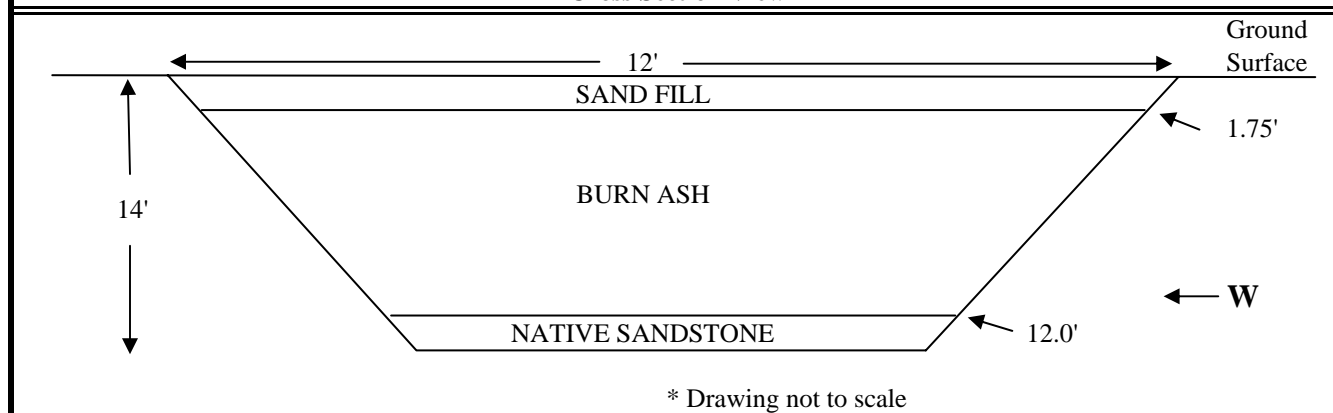 Ground
Surface
12'
SAND FILL
1.75'
BURN ASH
14'
W
NATIVE SANDSTONE
12.0'
* Drawing not to scale